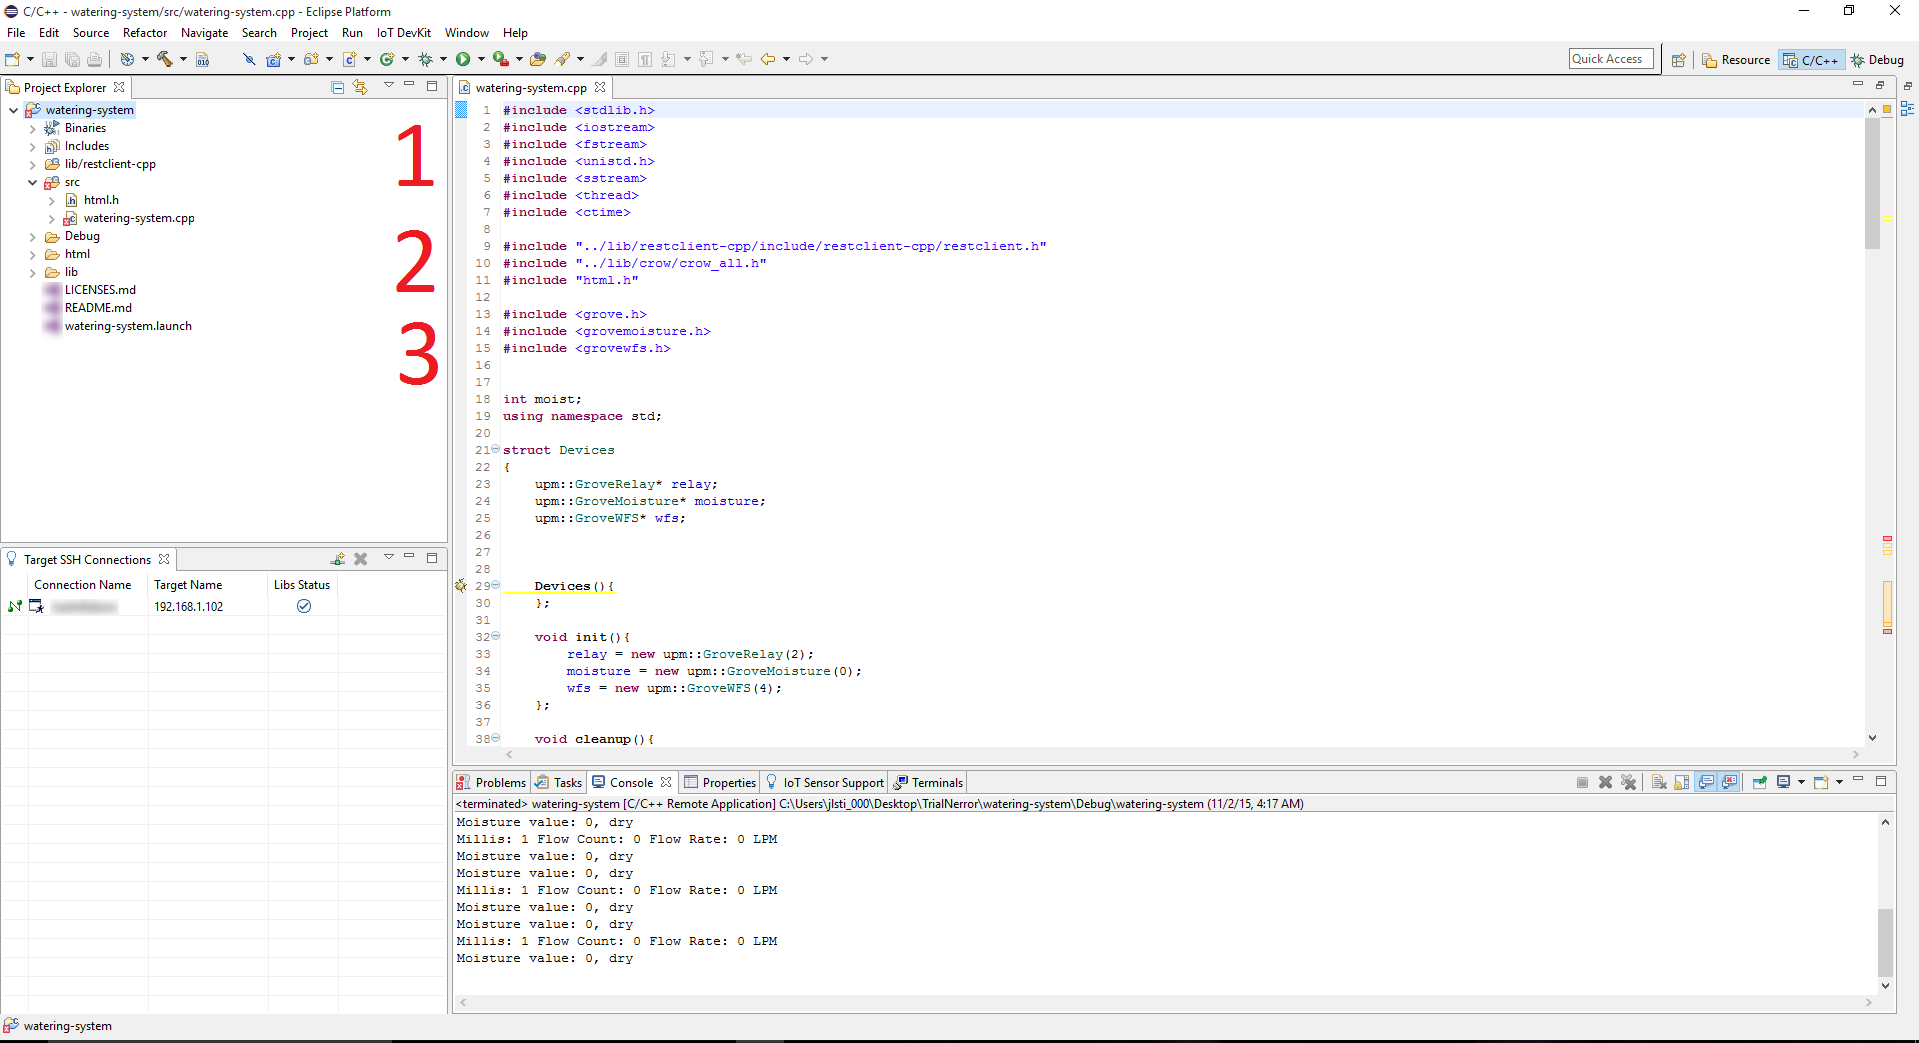 C/C++ - watering-system/src/watering-system.cpp - Eclipse Platform
File Edit Source Refactor Navigate Search Project Run IoT DevKit Window Help
Quick Access Resource C/C++ Debug
Project Explorer
watering-system
Binaries
Includes
lib/restclient-cpp
src
html.h
watering-system.cpp
Debug
html
lib
LICENSES.md
README.md
watering-system.launch
1
2
3
Target SSH Connections
Connection Name Target Name Libs Status
192.168.1.102
watering-system.cpp
1 #include <stdlib.h>
2 #include <iostream>
3 #include <fstream>
4 #include <unistd.h>
5 #include <sstream>
6 #include <thread>
7 #include <ctime>
8
9 #include "../lib/restclient-cpp/include/restclient-cpp/restclient.h"
10 #include "../lib/crow/crow_all.h"
11 #include "html.h"
12
13 #include <grove.h>
14 #include <grovemoisture.h>
15 #include <grovewfs.h>
16
17
18 int moist;
19 using namespace std;
20
21 struct Devices
22 {
23 upm::GroveRelay* relay;
24 upm::GroveMoisture* moisture;
25 upm::GroveWFS* wfs;
26
27
28
29 Devices(){
30 };
31
32 void init(){
33 relay = new upm::GroveRelay(2);
34 moisture = new upm::GroveMoisture(0);
35 wfs = new upm::GroveWFS(4);
36 };
37
38 void cleanup(){
Problems Tasks Console Properties IoT Sensor Support Terminals
<terminated> watering-system [C/C++ Remote Application] C:\Users\jlsti_000\Desktop\TrialNerror\watering-system\Debug\watering-system (11/2/15, 4:17 AM)
Moisture value: 0, dry
Millis: 1 Flow Count: 0 Flow Rate: 0 LPM
Moisture value: 0, dry
Moisture value: 0, dry
Millis: 1 Flow Count: 0 Flow Rate: 0 LPM
Moisture value: 0, dry
Moisture value: 0, dry
Millis: 1 Flow Count: 0 Flow Rate: 0 LPM
Moisture value: 0, dry
watering-system